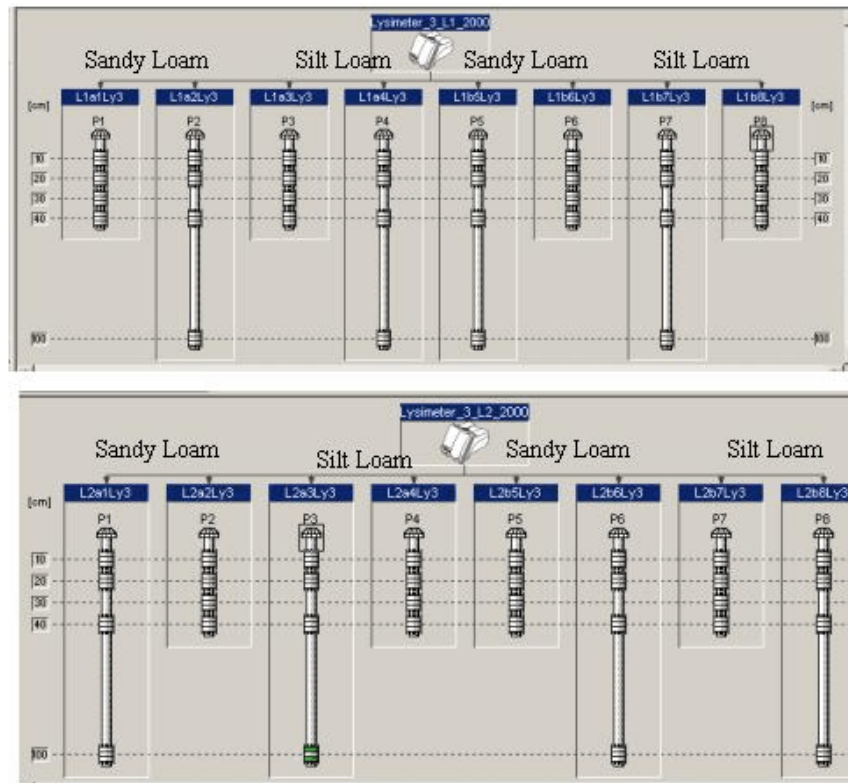 Lysimeter_3_L1_2000
Sandy Loam Silt Loam Sandy Loam Silt Loam
L1a1Ly3 L1a2Ly3 L1a3Ly3 L1a4Ly3 L1b5Ly3 L1b6Ly3 L1b7Ly3 L1b8Ly3
[cm] [cm]
P1 P2 P3 P4 P5 P6 P7 P8
10 10
20 20
30 30
40 40
100 100
Lysimeter_3_L2_2000
Sandy Loam Silt Loam Sandy Loam Silt Loam
L2a1Ly3 L2a2Ly3 L2a3Ly3 L2a4Ly3 L2b5Ly3 L2b6Ly3 L2b7Ly3 L2b8Ly3
[cm]
P1 P2 P3 P4 P5 P6 P7 P8
10
20
30
40
100